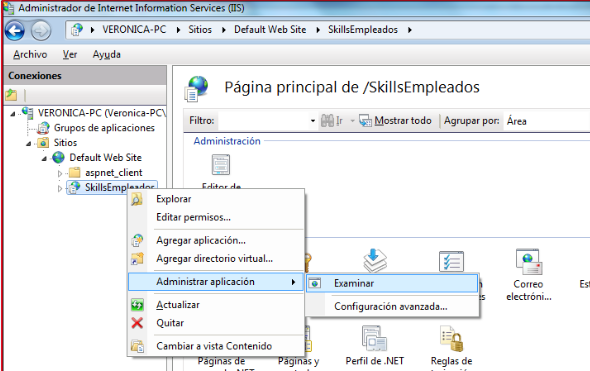 Administrador de Internet Information Services (IIS)
VERONICA-PC
Sitios
Default Web Site
SkillsEmpleados
Archivo Ver Ayuda
Conexiones
VERONICA-PC (Veronica-PC\
Grupos de aplicaciones
Sitios
Default Web Site
aspnet_client
SkillsEmpleados
Página principal de /SkillsEmpleados
Filtro: Ir Mostrar todo Agrupar por: Área
Administración
Editor de
Explorar
Editar permisos...
Agregar aplicación...
Agregar directorio virtual...
Administrar aplicación
Actualizar
Quitar
Cambiar a vista Contenido
Examinar
Configuración avanzada...
Correo
electróni...
Páginas de
Páginas y
Perfil de .NET
Reglas de